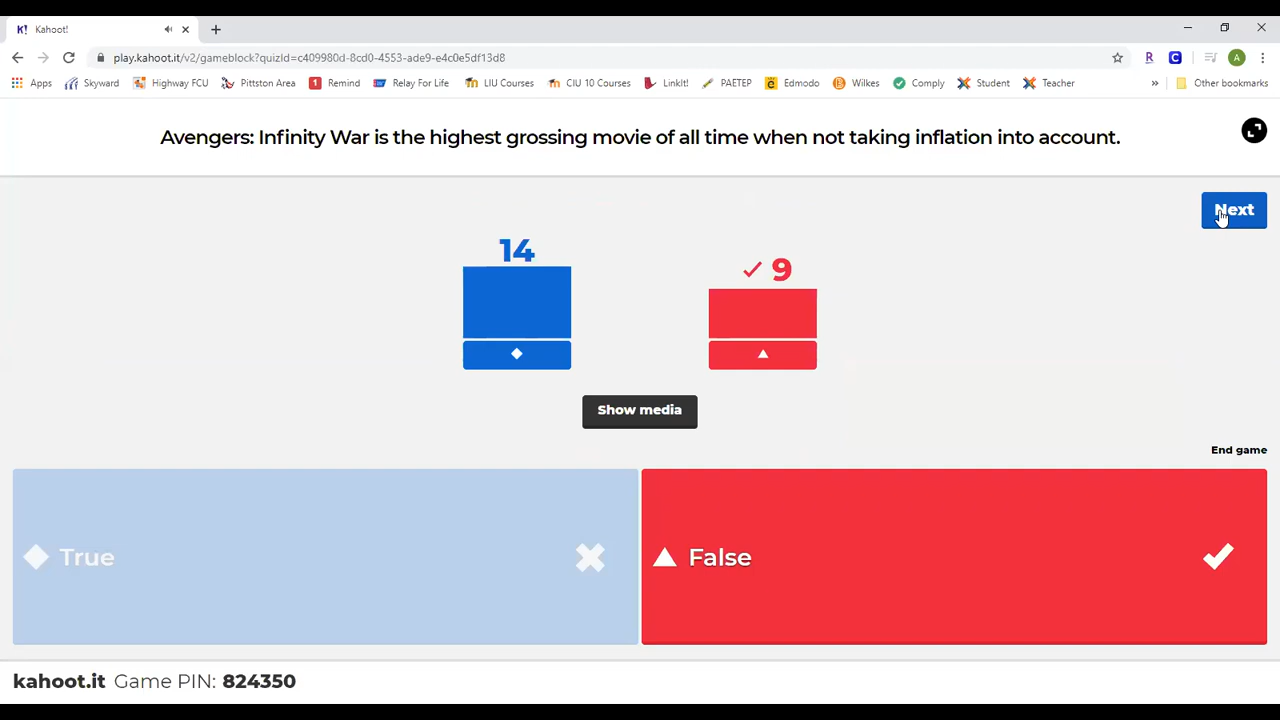 K! Kahoot!
play.kahoot.it/v2/gameblock?quizId=c409980d-8cd0-4553-ade9-e4c0e5df13d8
R C A
Apps Skyward Highway FCU Pittston Area 1 Remind Relay For Life LIU Courses CIU 10 Courses LinkIt! PAETEP Edmodo Wilkes Comply Student Teacher » Other bookmarks
Avengers: Infinity War is the highest grossing movie of all time when not taking inflation into account.
Next
14
9
Show media
End game
True
False
kahoot.it Game PIN: 824350